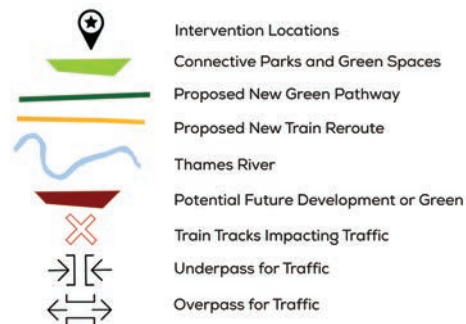 Intervention Locations
Connective Parks and Green Spaces
Proposed New Green Pathway
Proposed New Train Reroute
Thames River
Potential Future Development or Green
Train Tracks Impacting Traffic
Underpass for Traffic
Overpass for Traffic